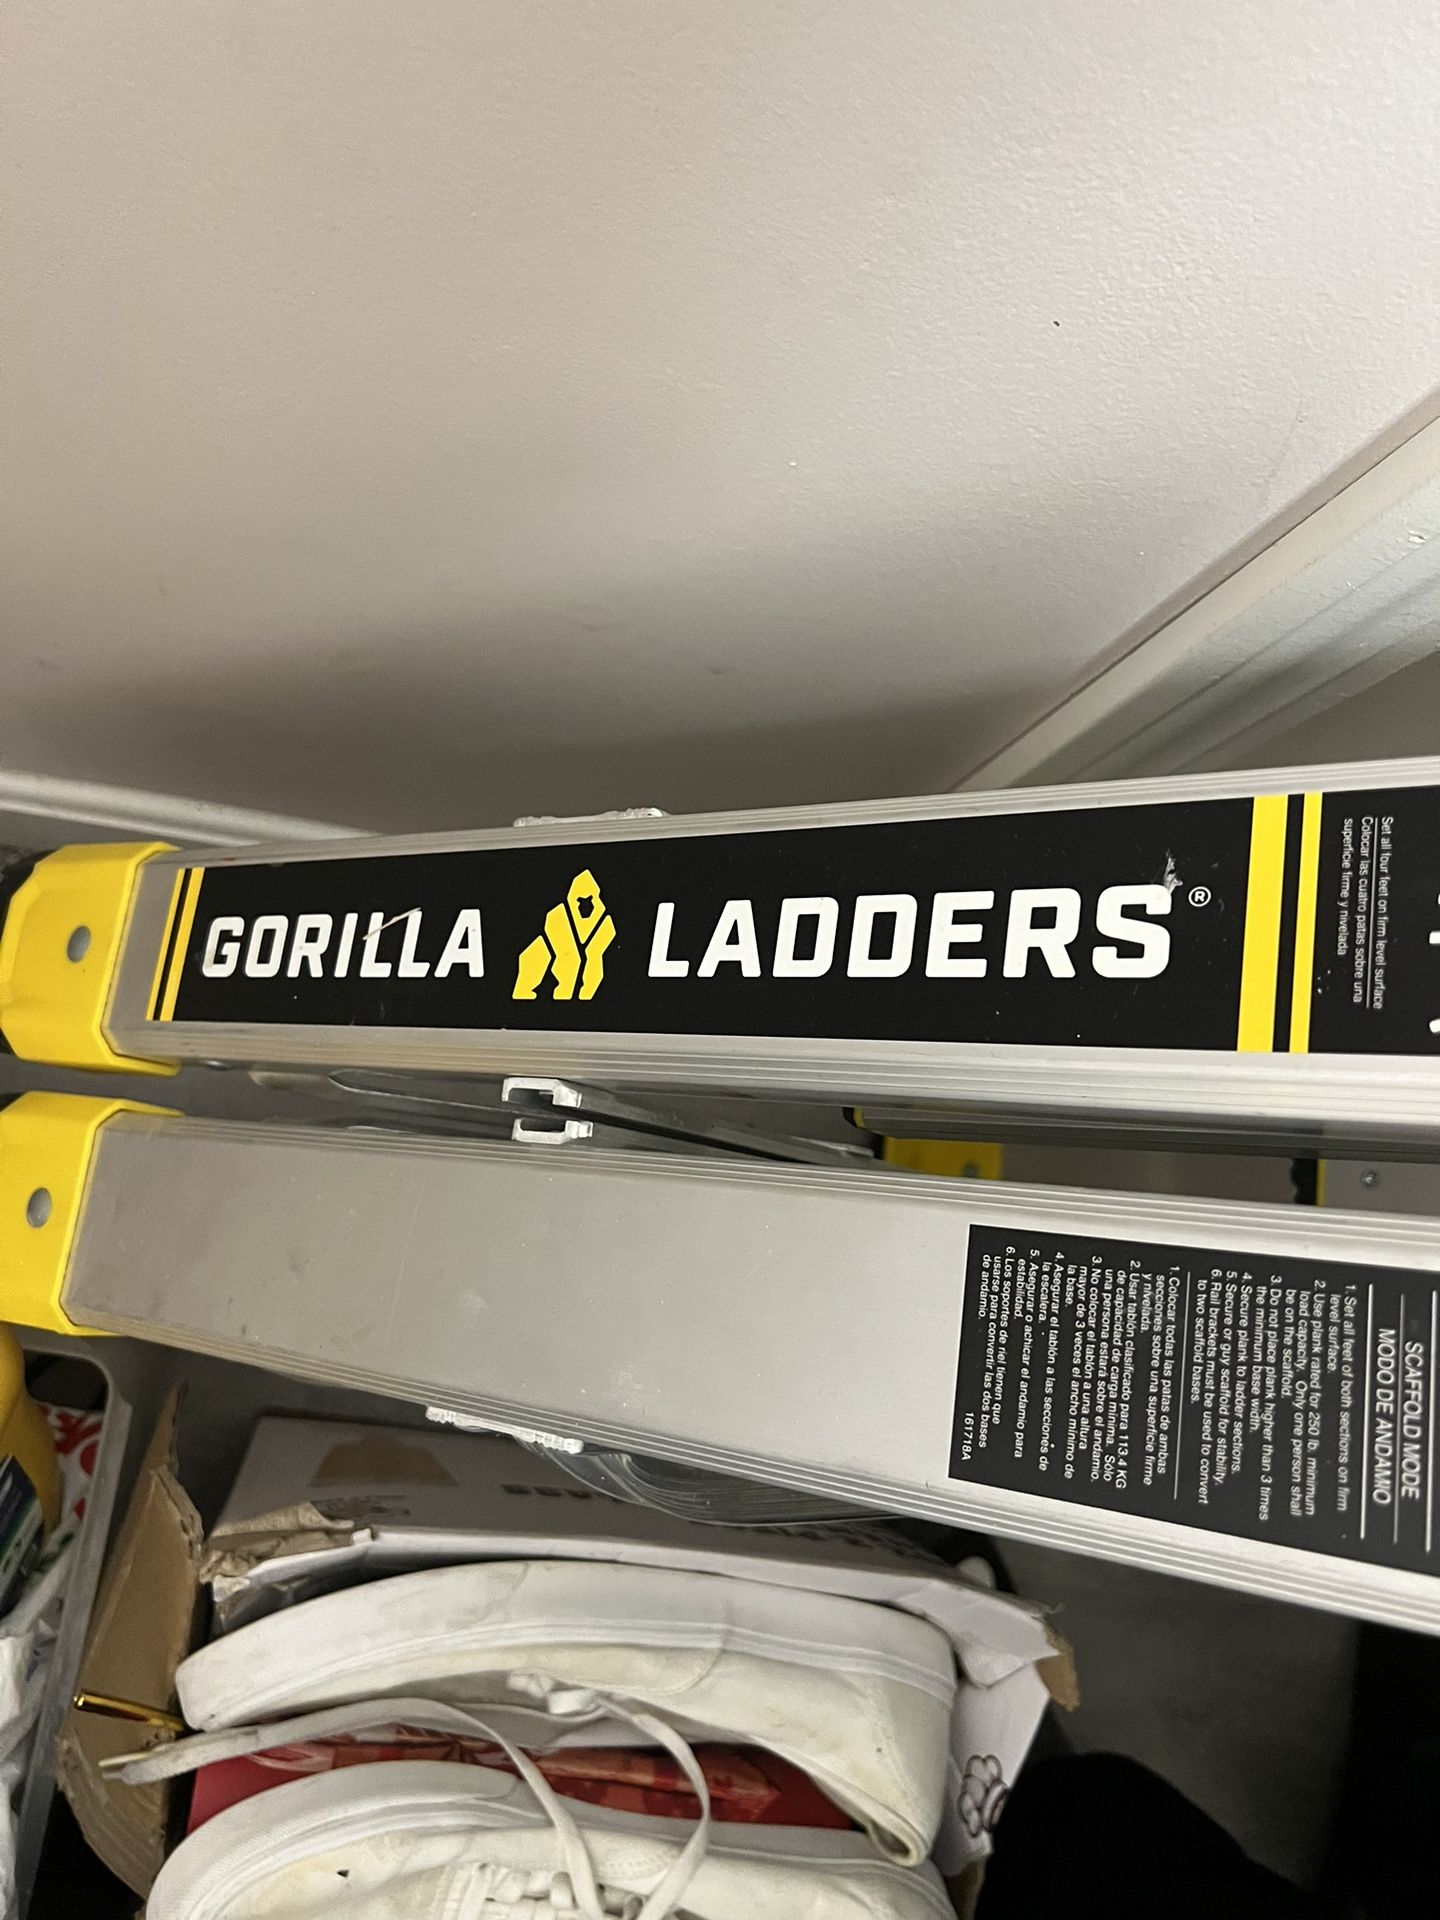 GORILLA LADDERS®
Set all four feet on firm level surface
Colocar las cuatro patas sobre una
superficie firme y nivelada
SCAFFOLD MODE
MODO DE ANDAMIO
1. Set all feet of both sections on firm
level surface.
2. Use plank rated for 250 lb. minimum
load capacity. Only one person shall
be on the scaffold.
3. Do not place plank higher than 3 times
the minimum base width.
4. Secure plank to ladder sections.
5. Secure or guy scaffold for stability.
6. Rail brackets must be used to convert
to two scaffold bases.
1. Colocar todas las patas de ambas
secciones sobre una superficie firme
y nivelada.
2. Usar tablón clasificado para 113.4 KG
de capacidad de carga mínima. Sólo
una persona estará sobre el andamio.
3. No colocar el tablón a una altura
mayor de 3 veces el ancho mínimo de
la base.
4. Asegurar el tablón a las secciones de
la escalera.
5. Asegurar o achicar el andamio para
estabilidad.
6. Los soportes de riel tienen que
usarse para convertir las dos bases
de andamio.
161718A